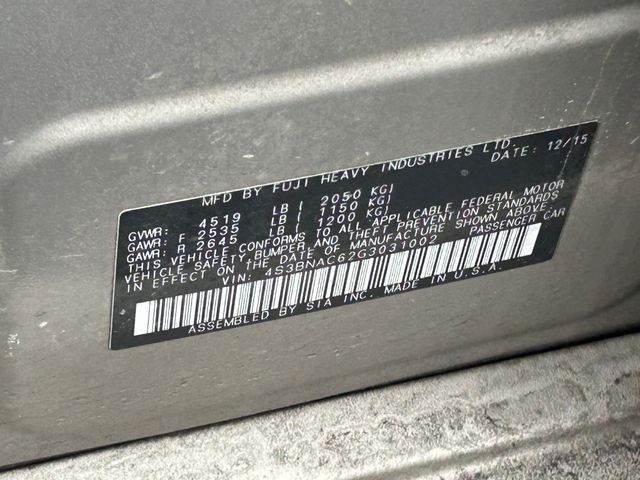 MFD BY FUJI HEAVY INDUSTRIES LTD.
DATE: 12/15
GVWR: 4519 LB [ 2050 KG]
GAWR: F 2535 LB [ 1150 KG]
GAWR: R 2645 LB [ 1200 KG]
THIS VEHICLE CONFORMS TO ALL APPLICABLE FEDERAL MOTOR
VEHICLE SAFETY, BUMPER, AND THEFT PREVENTION STANDARDS
IN EFFECT ON THE DATE OF MANUFACTURE SHOWN ABOVE.
VIN: 4S3BNAC62G3031002 PASSENGER CAR
ASSEMBLED BY SIA INC. MADE IN U.S.A.